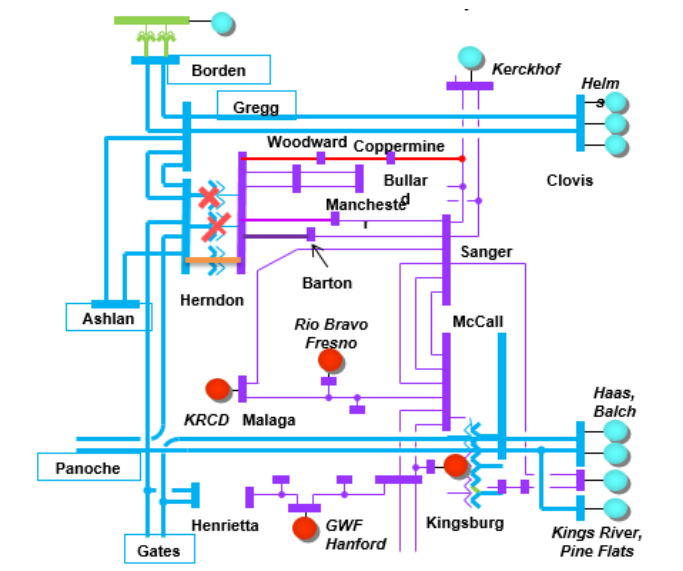 Kerckhof
Borden
Helm
s
Gregg
Woodward
Coppermine
Bullar
d
Clovis
Mancheste
r
Sanger
Barton
Herndon
Ashlan
McCall
Rio Bravo
Fresno
KRCD
Malaga
Haas,
Balch
Panoche
Henrietta
GWF
Hanford
Kingsburg
Kings River,
Pine Flats
Gates